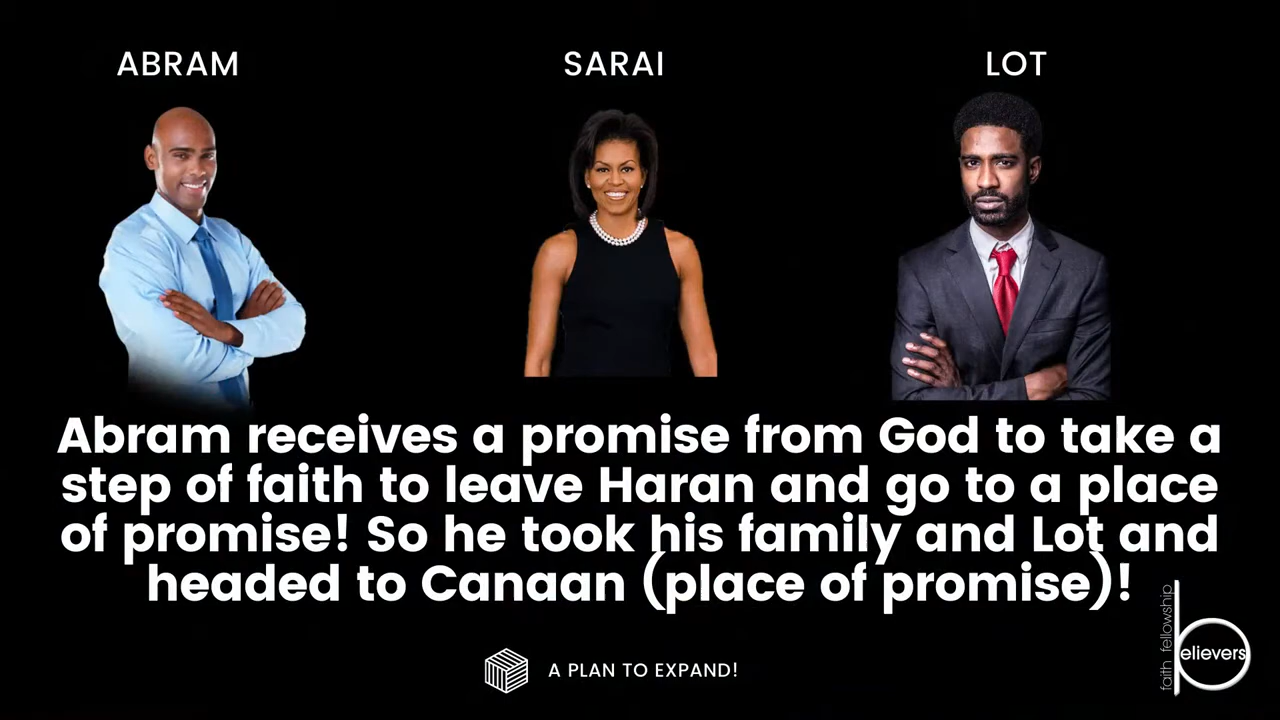 ABRAM
SARAI
LOT
Abram receives a promise from God to take a
step of faith to leave Haran and go to a place
of promise! So he took his family and Lot and
headed to Canaan (place of promise)!
A PLAN TO EXPAND!
faith fellowship
believers